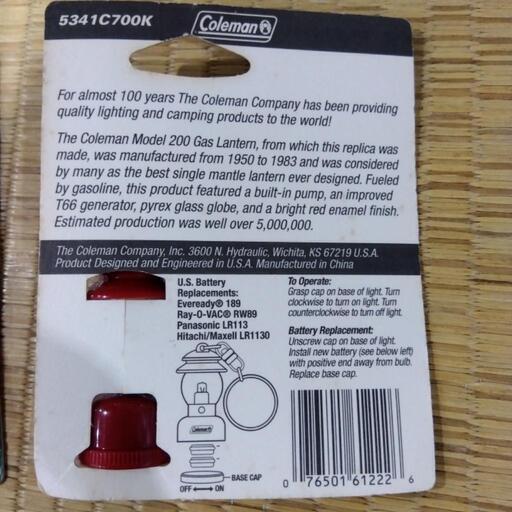 5341C700K
Coleman
For almost 100 years The Coleman Company has been providing
quality lighting and camping products to the world!
The Coleman Model 200 Gas Lantern, from which this replica was
made, was manufactured from 1950 to 1983 and was considered
by many as the best single mantle lantern ever designed. Fueled
by gasoline, this product featured a built-in pump, an improved
T66 generator, pyrex glass globe, and a bright red enamel finish.
Estimated production was well over 5,000,000.
The Coleman Company, Inc. 3600 N. Hydraulic, Wichita, KS 67219 U.S.A.
Product Designed and Engineered in U.S.A. Manufactured in China
U.S. Battery
Replacements:
Eveready® 189
Ray-O-VAC® RW89
Panasonic LR113
Hitachi/Maxell LR1130
To Operate:
Grasp cap on base of light. Turn
clockwise to turn on light. Turn
counterclockwise to turn off light.
Battery Replacement:
Unscrew cap on base of light.
Install new battery (see below left)
with positive end away from bulb.
Replace base cap.
Coleman
BASE CAP
OFF ON
0 76501 61222 6